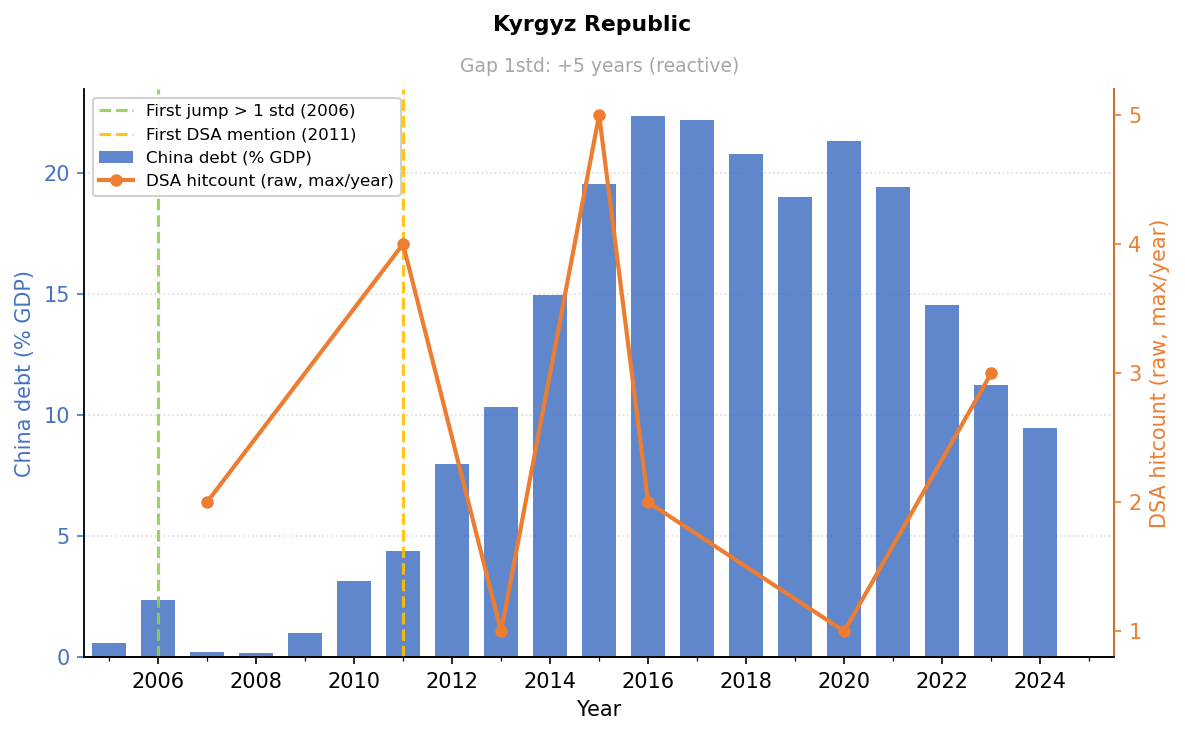 Kyrgyz Republic
Gap 1std: +5 years (reactive)
First jump > 1 std (2006)
First DSA mention (2011)
China debt (% GDP)
DSA hitcount (raw, max/year)
China debt (% GDP)
20
15
10
5
0
DSA hitcount (raw, max/year)
5
4
3
2
1
2006 2008 2010 2012 2014 2016 2018 2020 2022 2024
Year